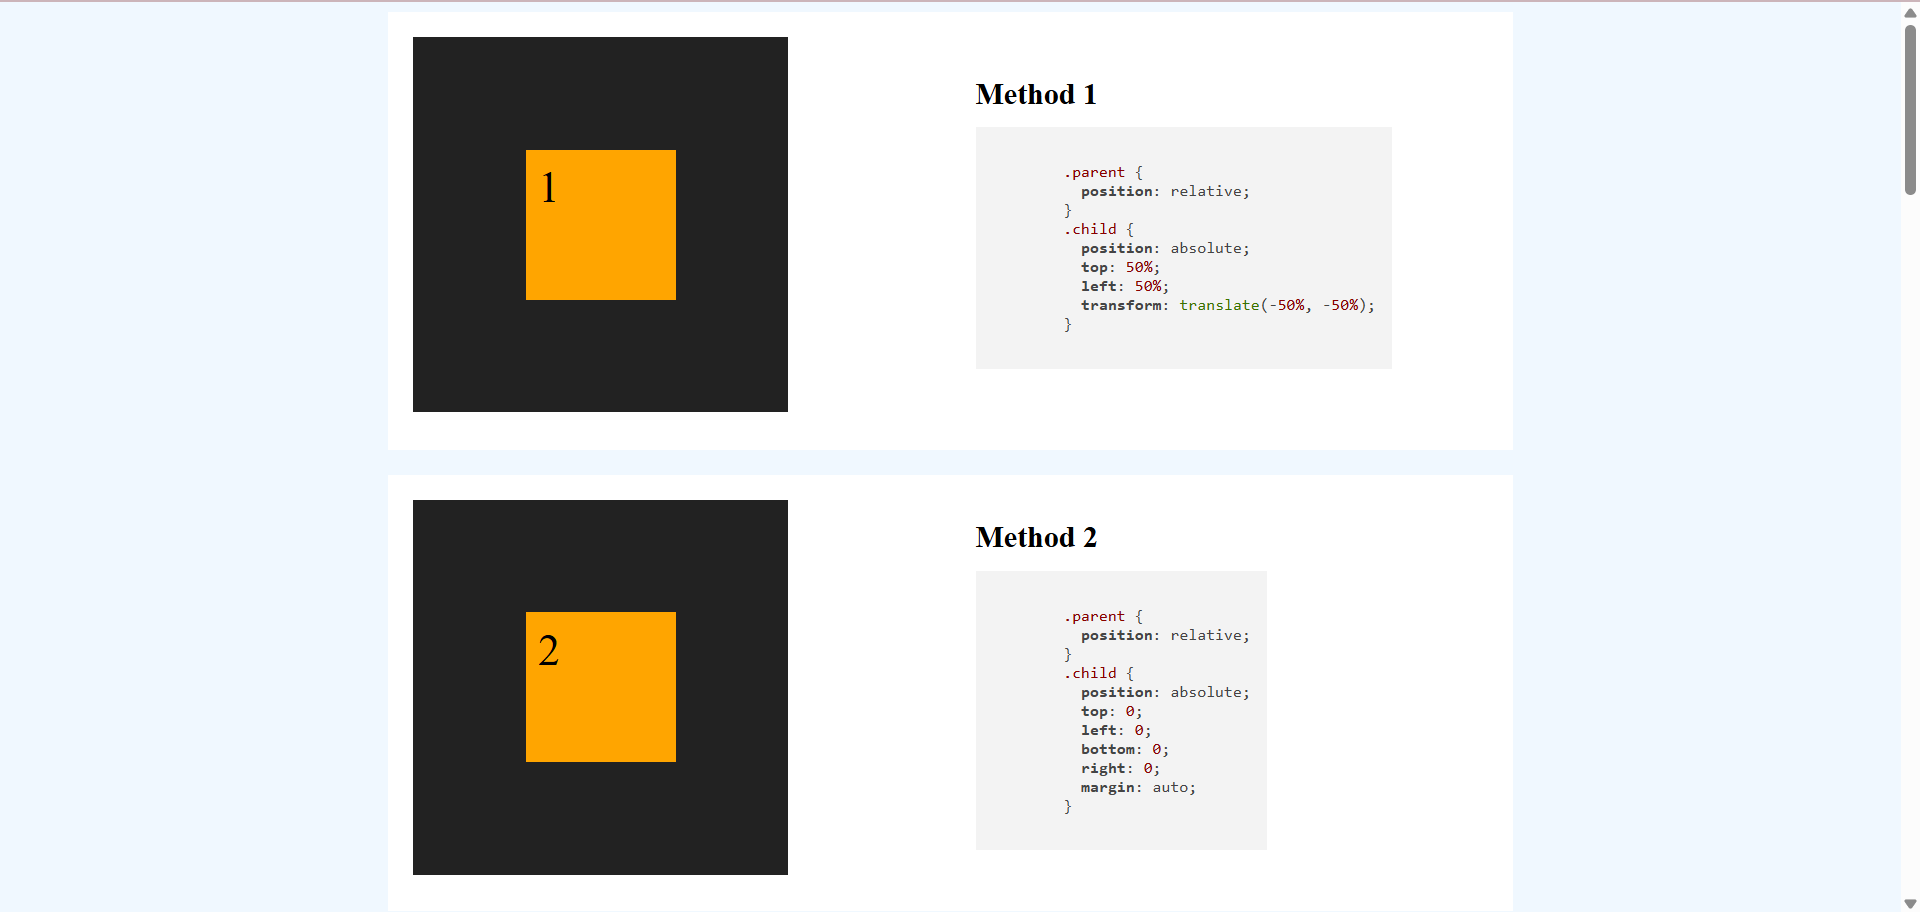 1
Method 1
.parent {
  position: relative;
}
.child {
  position: absolute;
  top: 50%;
  left: 50%;
  transform: translate(-50%, -50%);
}
2
Method 2
.parent {
  position: relative;
}
.child {
  position: absolute;
  top: 0;
  left: 0;
  bottom: 0;
  right: 0;
  margin: auto;
}